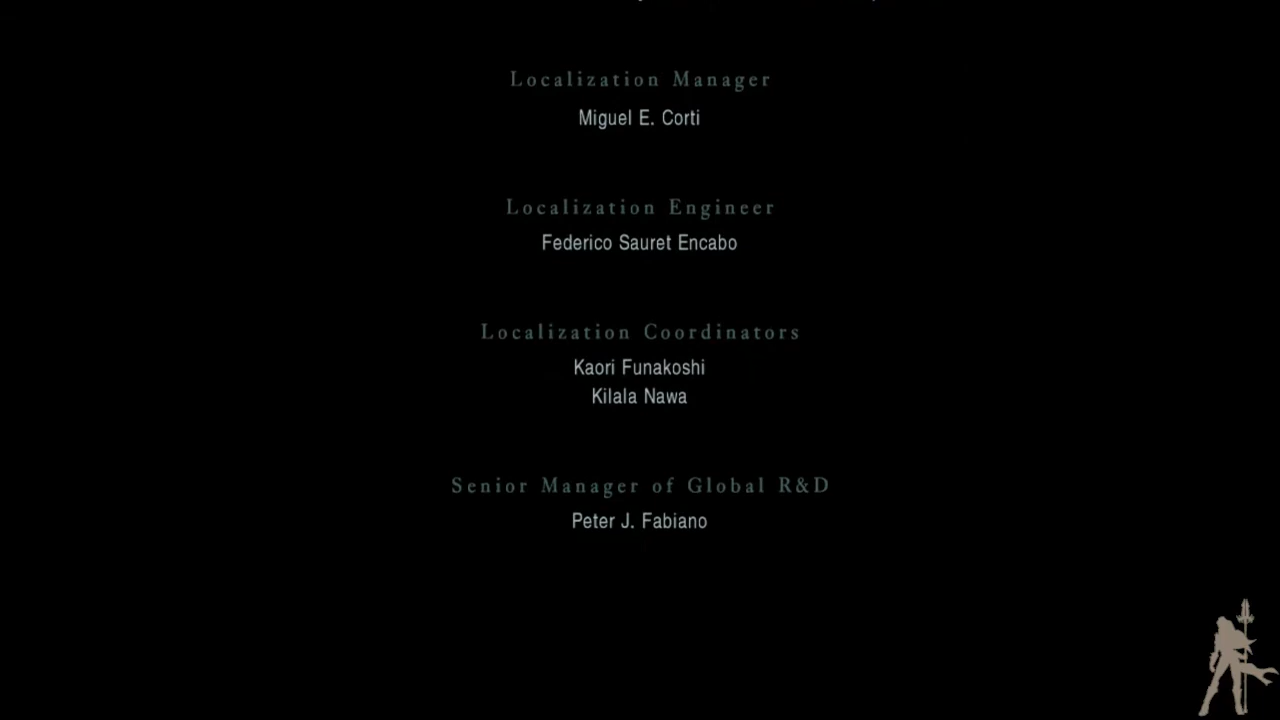 Localization Manager
Miguel E. Corti
Localization Engineer
Federico Sauret Encabo
Localization Coordinators
Kaori Funakoshi
Kilala Nawa
Senior Manager of Global R&D
Peter J. Fabiano